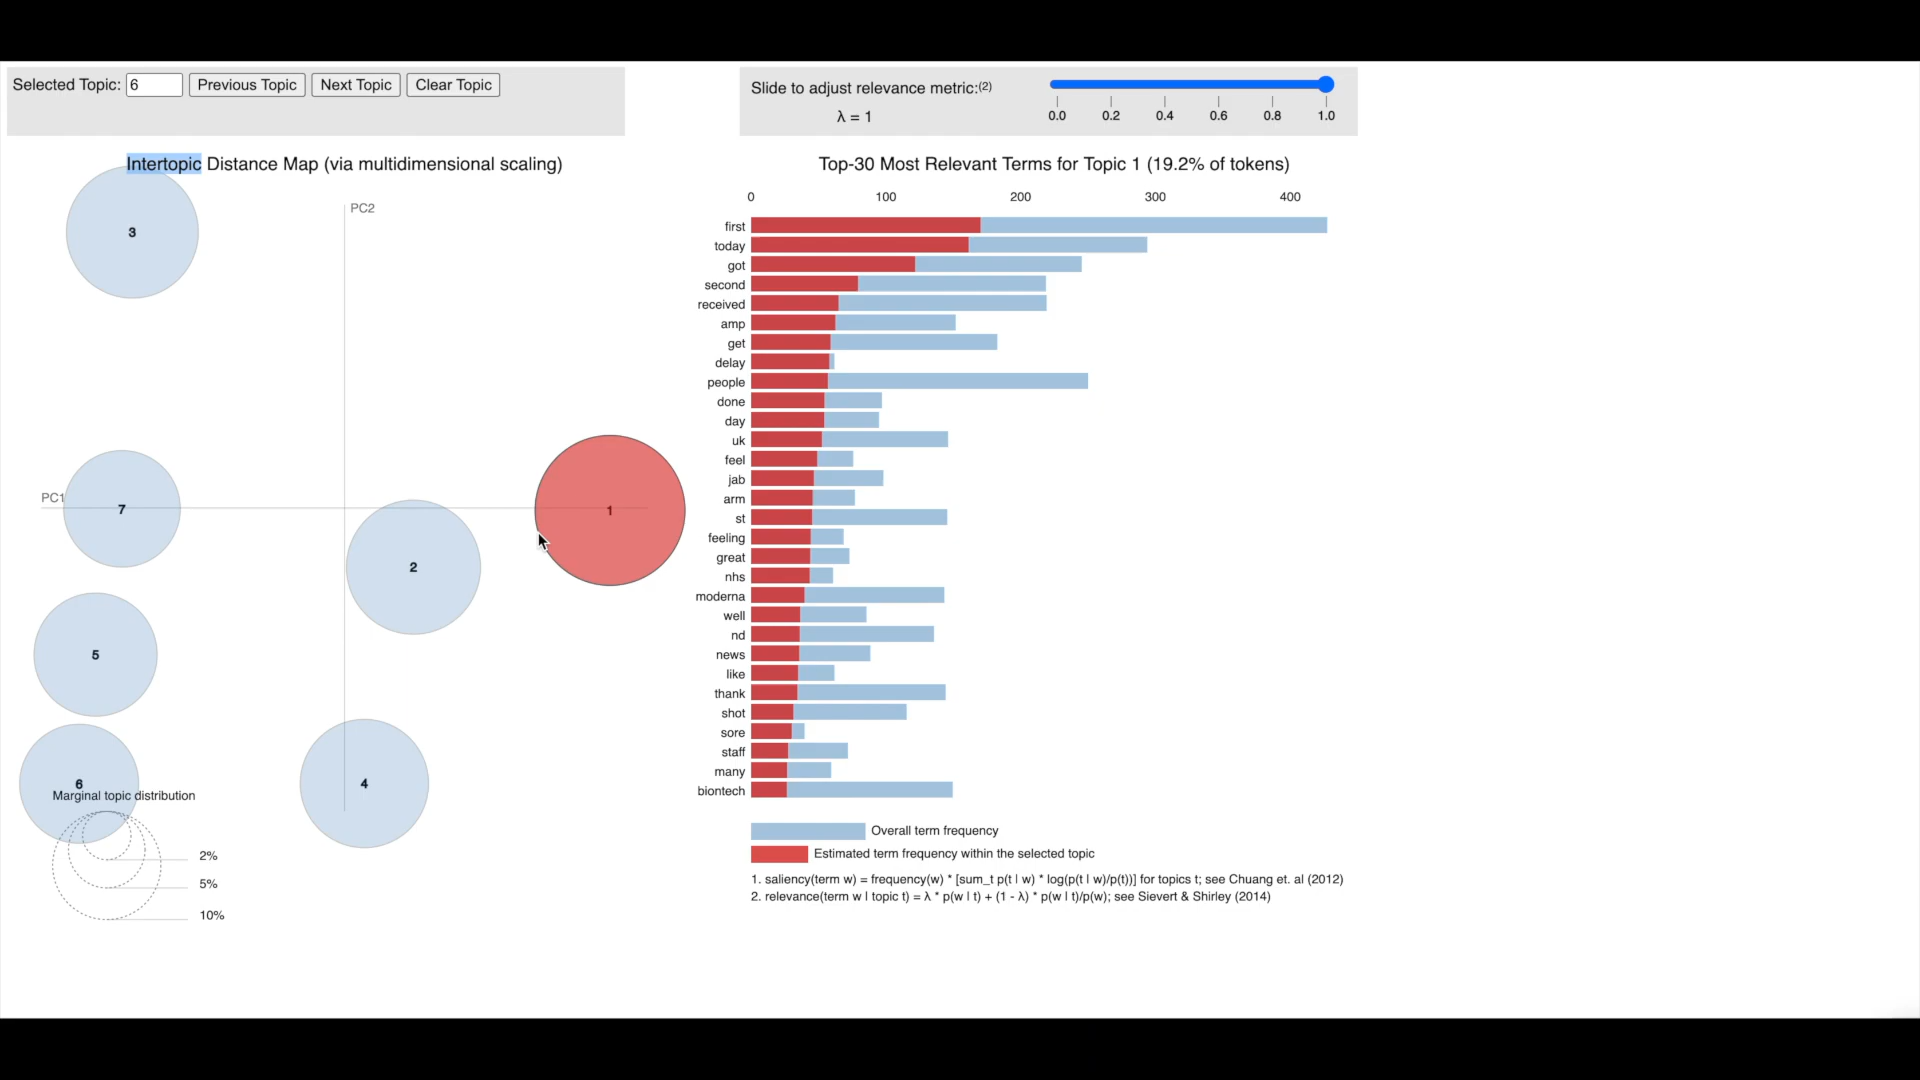 Selected Topic: 6 Previous Topic Next Topic Clear Topic
Slide to adjust relevance metric:(2)
λ = 1
0.0 0.2 0.4 0.6 0.8 1.0
Intertopic Distance Map (via multidimensional scaling)
PC2
PC1
3
7
1
2
5
6
4
Marginal topic distribution
2%
5%
10%
Top-30 Most Relevant Terms for Topic 1 (19.2% of tokens)
0 100 200 300 400
first
today
got
second
received
amp
get
delay
people
done
day
uk
feel
jab
arm
st
feeling
great
nhs
moderna
well
nd
news
like
thank
shot
sore
staff
many
biontech
Overall term frequency
Estimated term frequency within the selected topic
1. saliency(term w) = frequency(w) * [sum_t p(t | w) * log(p(t | w)/p(t))] for topics t; see Chuang et. al (2012)
2. relevance(term w | topic t) = λ * p(w | t) + (1 - λ) * p(w | t)/p(w); see Sievert & Shirley (2014)